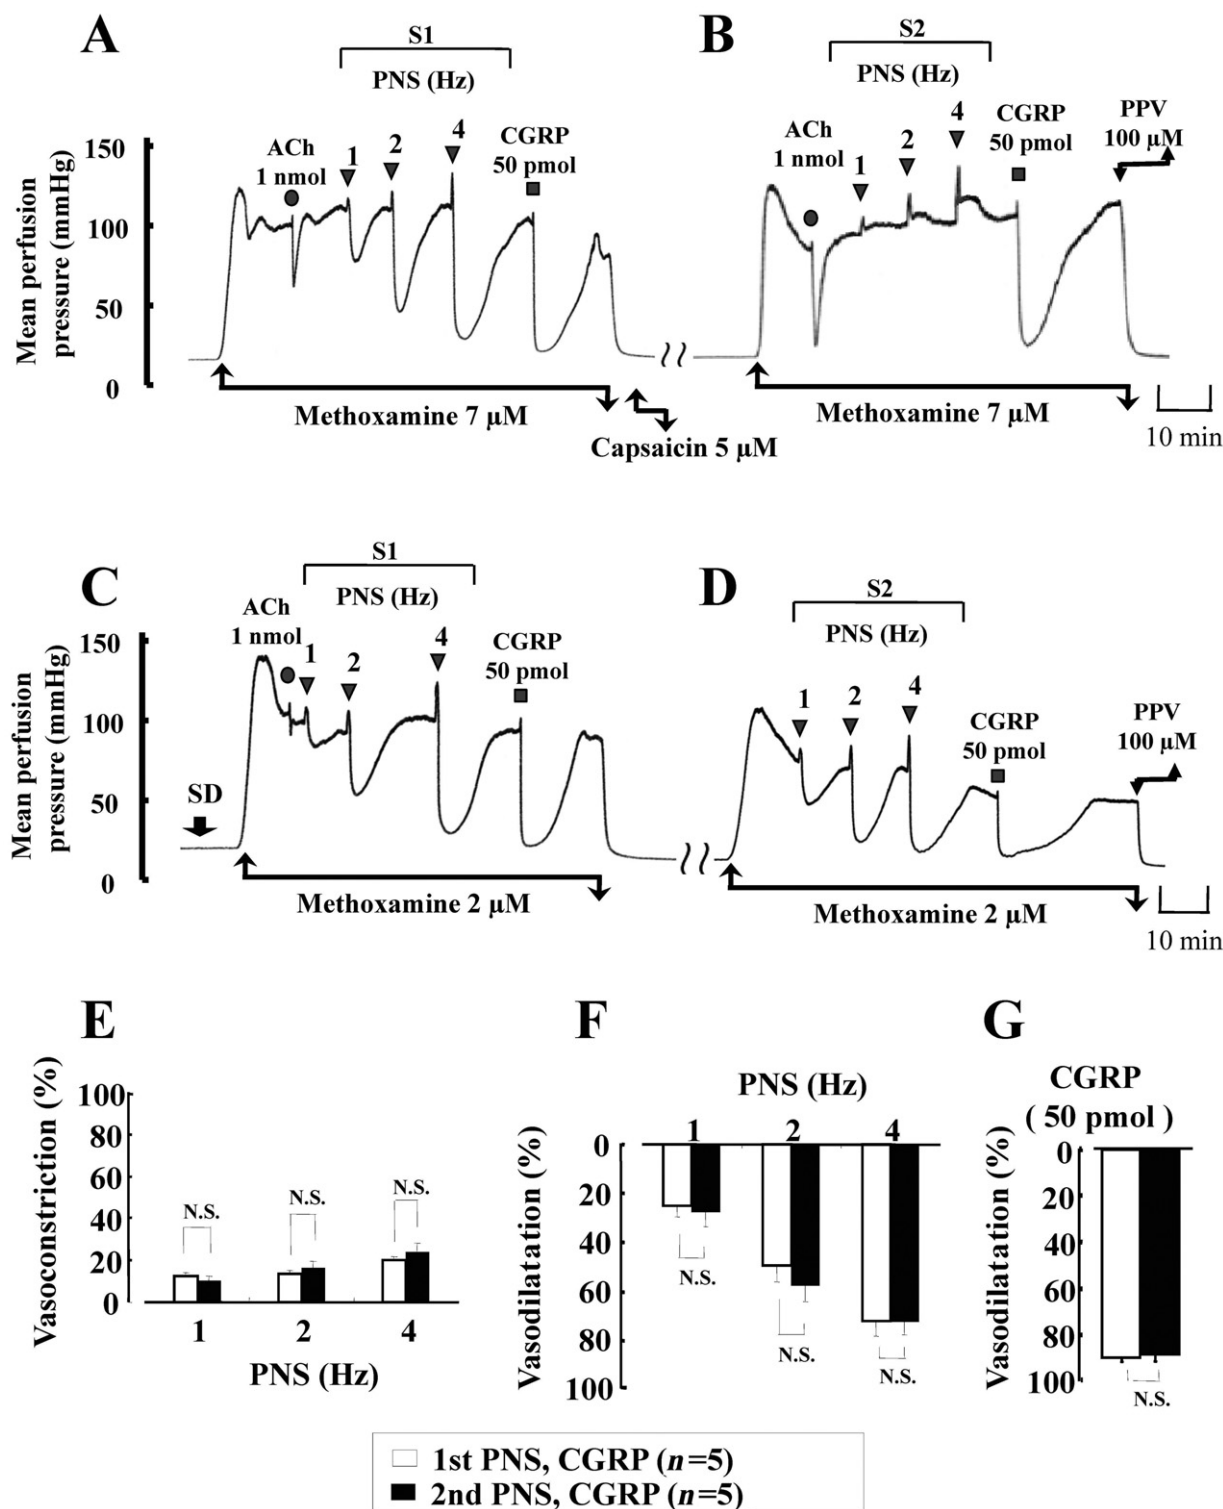 A
S1
PNS (Hz)
ACh
1 nmol
1
2
4
CGRP
50 pmol
Mean perfusion
pressure (mmHg)
150
100
50
0
Methoxamine 7 μM
Capsaicin 5 μM
B
S2
PNS (Hz)
ACh
1 nmol
1
2
4
CGRP
50 pmol
PPV
100 μM
Methoxamine 7 μM
10 min
C
S1
PNS (Hz)
ACh
1 nmol
1
2
4
CGRP
50 pmol
Mean perfusion
pressure (mmHg)
150
100
50
0
SD
Methoxamine 2 μM
D
S2
PNS (Hz)
1
2
4
CGRP
50 pmol
PPV
100 μM
Methoxamine 2 μM
10 min
E
Vasoconstriction (%)
100
80
60
40
20
0
N.S.
N.S.
N.S.
1
2
4
PNS (Hz)
F
PNS (Hz)
1
2
4
Vasodilatation (%)
0
20
40
60
80
100
N.S.
N.S.
N.S.
G
CGRP
( 50 pmol )
Vasodilatation (%)
0
20
40
60
80
100
N.S.
1st PNS, CGRP (n=5)
2nd PNS, CGRP (n=5)